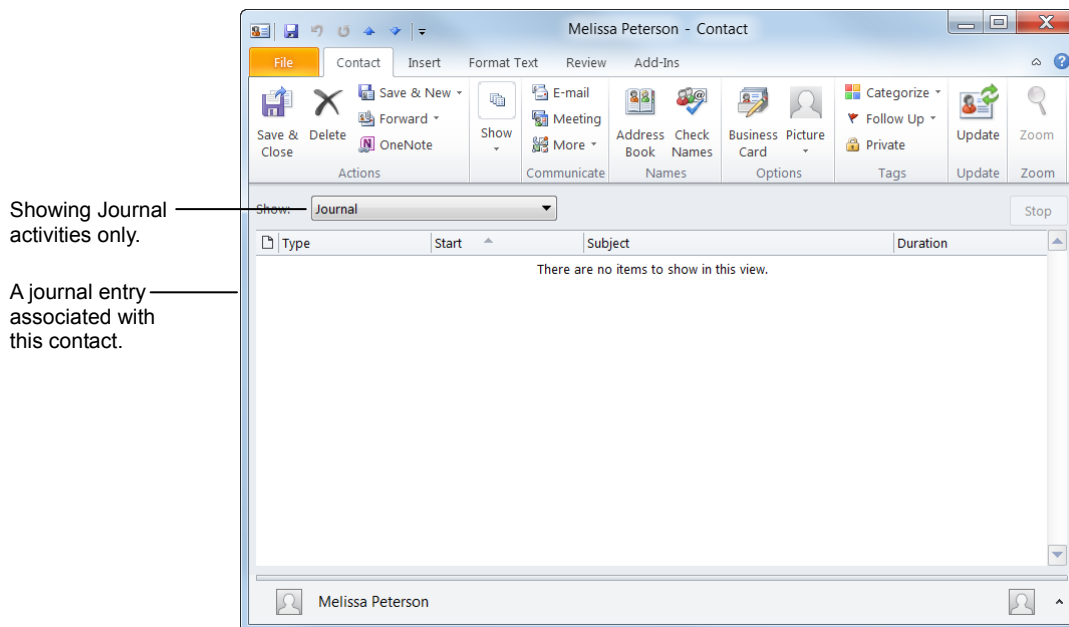 Melissa Peterson - Contact
File Contact Insert Format Text Review Add-Ins
Save & Close
Delete
Save & New
Forward
OneNote
Actions
Show
E-mail
Meeting
More
Communicate
Address Book
Check Names
Names
Business Card
Picture
Options
Categorize
Follow Up
Private
Tags
Update
Update
Zoom
Zoom
Showing Journal
activities only.
Show: Journal Stop
Type Start Subject Duration
There are no items to show in this view.
A journal entry
associated with
this contact.
Melissa Peterson